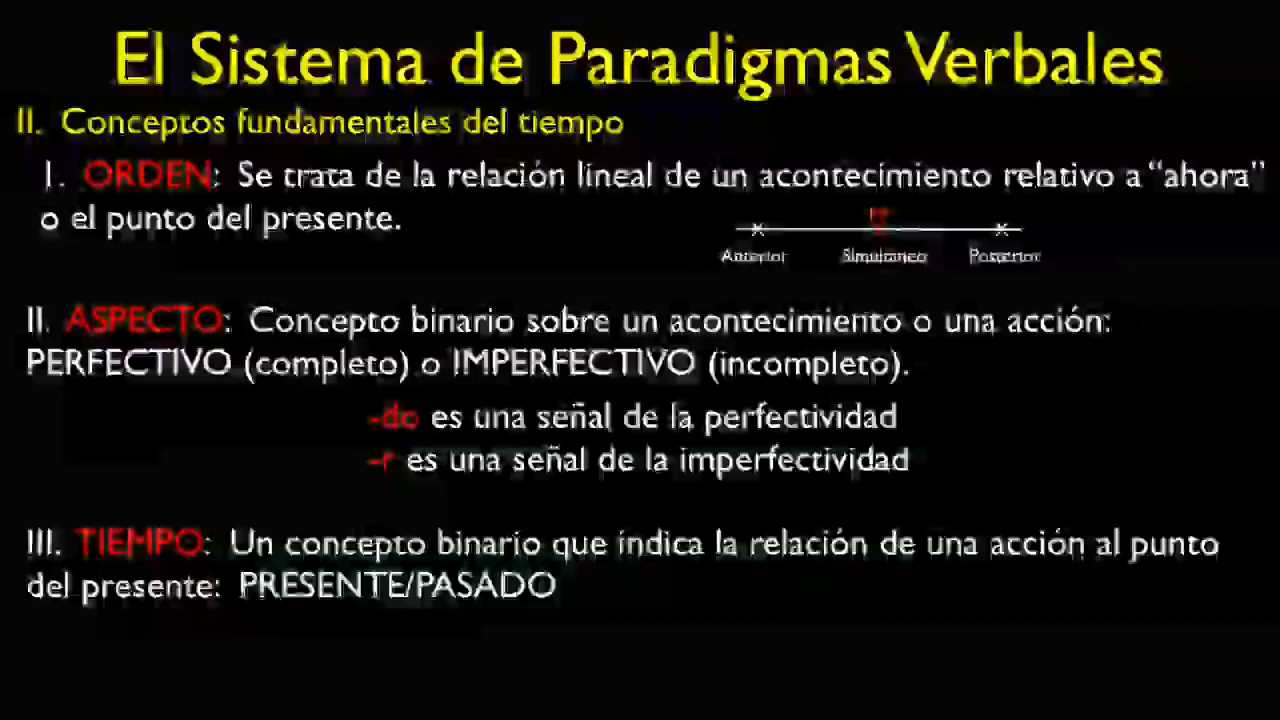 El Sistema de Paradigmas Verbales
II. Conceptos fundamentales del tiempo
I. ORDEN: Se trata de la relación lineal de un acontecimiento relativo a “ahora”
o el punto del presente.
Anterior Simultáneo Posterior
II. ASPECTO: Concepto binario sobre un acontecimiento o una acción:
PERFECTIVO (completo) o IMPERFECTIVO (incompleto).
-do es una señal de la perfectividad
-r es una señal de la imperfectividad
III. TIEMPO: Un concepto binario que indica la relación de una acción al punto
del presente: PRESENTE/PASADO